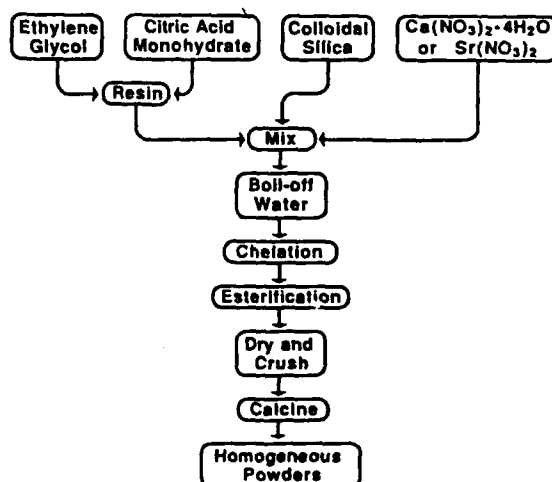 Ethylene
Glycol
Citric Acid
Monohydrate
Colloidal
Silica
Ca(NO₃)₂·4H₂O
or Sr(NO₃)₂
Resin
Mix
Boil-off
Water
Chelation
Esterification
Dry and
Crush
Calcine
Homogeneous
Powders